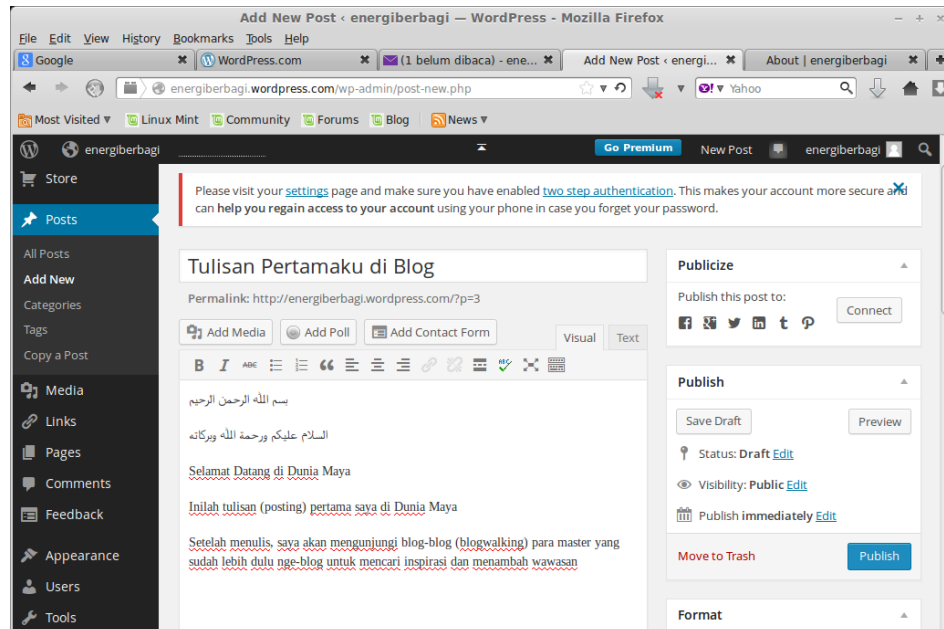 Add New Post ‹ energiberbagi — WordPress - Mozilla Firefox
File Edit View History Bookmarks Tools Help
Google WordPress.com (1 belum dibaca) - ene... Add New Post ‹ energi... About | energiberbagi
energiberbagi.wordpress.com/wp-admin/post-new.php Yahoo
Most Visited Linux Mint Community Forums Blog News
energiberbagi Go Premium New Post energiberbagi
Store
Posts
All Posts
Add New
Categories
Tags
Copy a Post
Media
Links
Pages
Comments
Feedback
Appearance
Users
Tools
Please visit your settings page and make sure you have enabled two step authentication. This makes your account more secure and
can help you regain access to your account using your phone in case you forget your password.
Tulisan Pertamaku di Blog
Permalink: http://energiberbagi.wordpress.com/?p=3
Add Media Add Poll Add Contact Form Visual Text
B I ABC
بسم الله الرحمن الرحيم
السلام عليكم ورحمة الله وبركاته
Selamat Datang di Dunia Maya
Inilah tulisan (posting) pertama saya di Dunia Maya
Setelah menulis, saya akan mengunjungi blog-blog (blogwalking) para master yang
sudah lebih dulu nge-blog untuk mencari inspirasi dan menambah wawasan
Publicize
Publish this post to:
Connect
Publish
Save Draft Preview
Status: Draft Edit
Visibility: Public Edit
Publish immediately Edit
Move to Trash Publish
Format